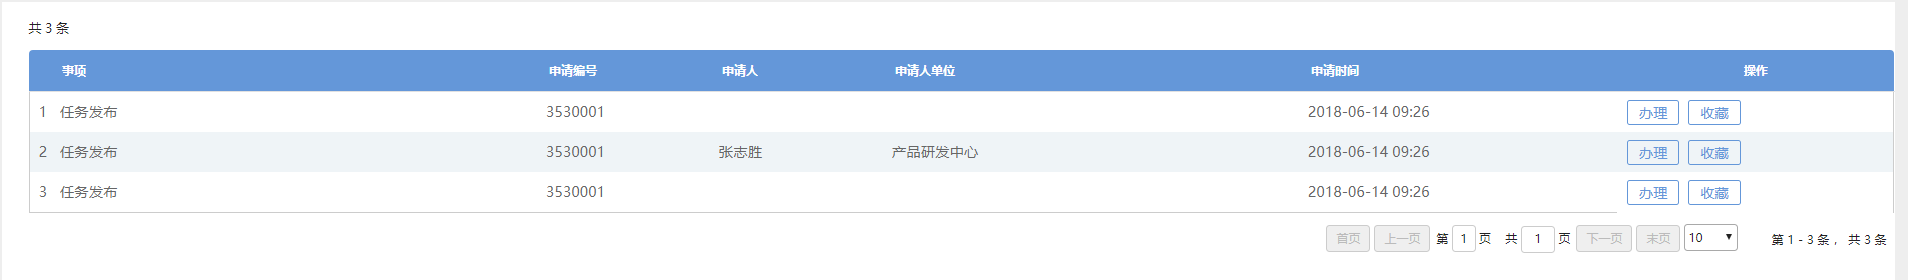 共 3 条
事项 申请编号 申请人 申请人单位 申请时间 操作
1 任务发布 3530001 2018-06-14 09:26 办理 收藏
2 任务发布 3530001 张志胜 产品研发中心 2018-06-14 09:26 办理 收藏
3 任务发布 3530001 2018-06-14 09:26 办理 收藏
首页 上一页 第 1 页 共 1 页 下一页 末页 10 第 1 - 3 条 , 共 3 条